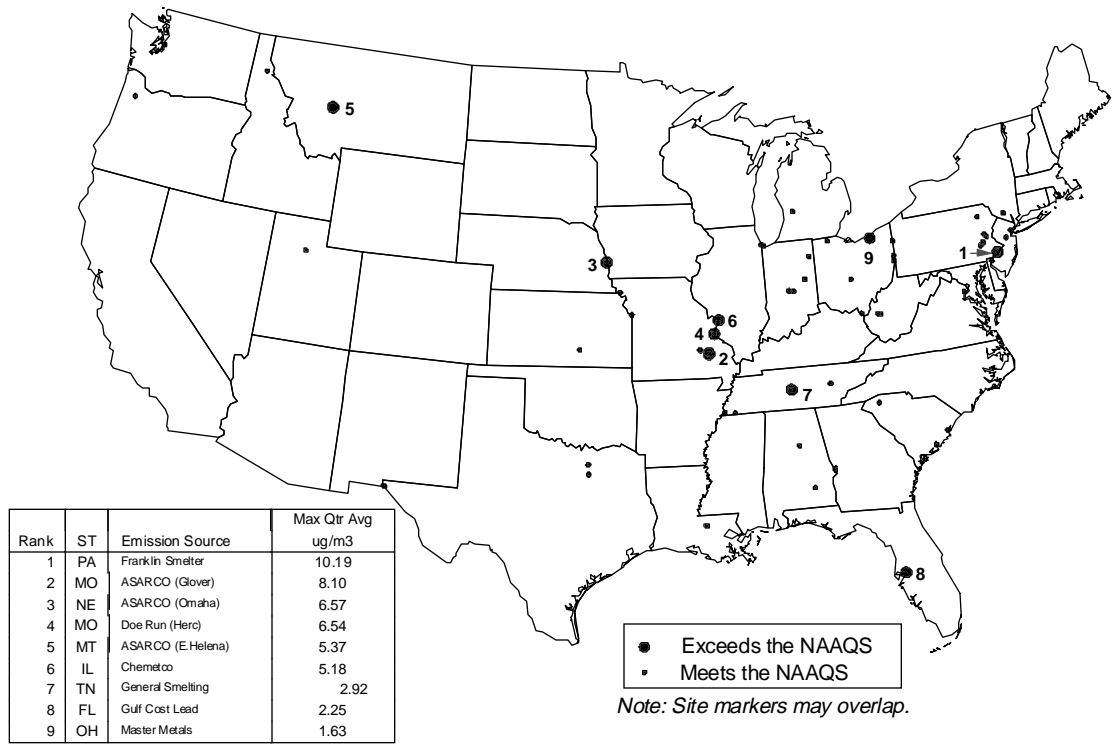 5
1
9
3
6
4
2
7
8
Max Qtr Avg
Rank ST Emission Source ug/m3
1 PA Franklin Smelter 10.19
2 MO ASARCO (Glover) 8.10
3 NE ASARCO (Omaha) 6.57
4 MO Doe Run (Herc) 6.54
5 MT ASARCO (E.Helena) 5.37
6 IL Chemetco 5.18
7 TN General Smelting 2.92
8 FL Gulf Cost Lead 2.25
9 OH Master Metals 1.63
Exceeds the NAAQS
Meets the NAAQS
Note: Site markers may overlap.